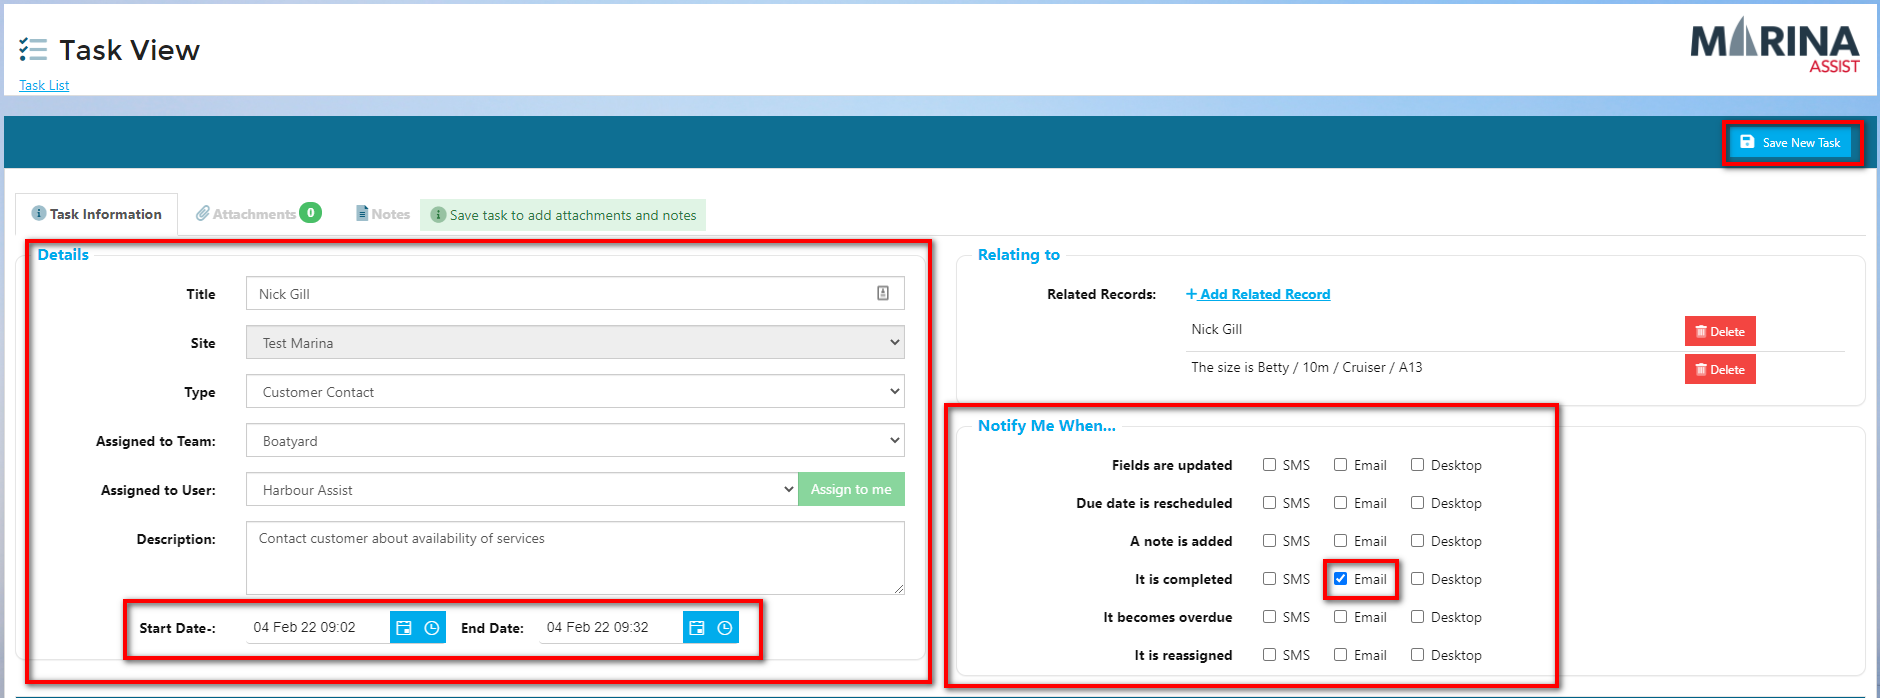 Task View
MARINA
ASSIST
Task List
Save New Task
Task Information
Attachments 0
Notes
Save task to add attachments and notes
Details
Title Nick Gill
Site Test Marina
Type Customer Contact
Assigned to Team: Boatyard
Assigned to User: Harbour Assist Assign to me
Description: Contact customer about availability of services
Start Date-: 04 Feb 22 09:02 End Date: 04 Feb 22 09:32
Relating to
Related Records: + Add Related Record
Nick Gill Delete
The size is Betty / 10m / Cruiser / A13 Delete
Notify Me When...
Fields are updated SMS Email Desktop
Due date is rescheduled SMS Email Desktop
A note is added SMS Email Desktop
It is completed SMS Email Desktop
It becomes overdue SMS Email Desktop
It is reassigned SMS Email Desktop